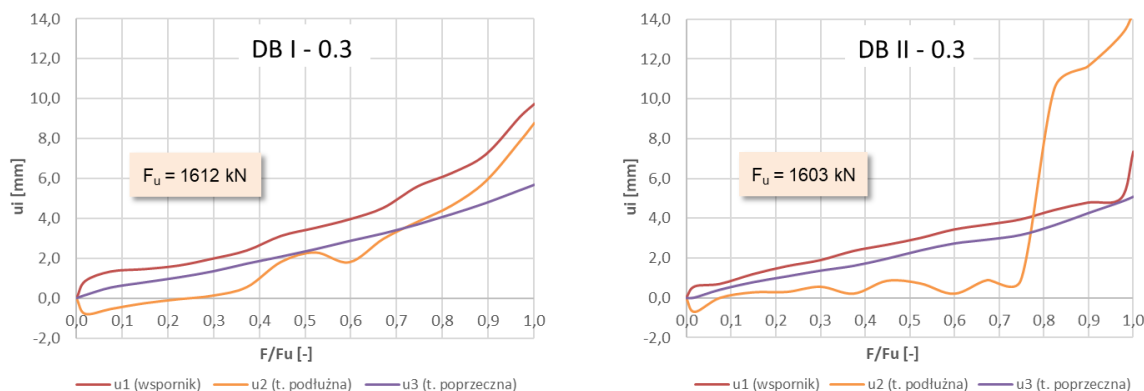 DB I - 0.3
14,0
12,0
10,0
8,0
6,0
4,0
2,0
0,0
-2,0
ui [mm]
Fu = 1612 kN
0,0 0,1 0,2 0,3 0,4 0,5 0,6 0,7 0,8 0,9 1,0
F/Fu [-]
u1 (wspornik) u2 (t. podłużna) u3 (t. poprzeczna)
DB II - 0.3
14,0
12,0
10,0
8,0
6,0
4,0
2,0
0,0
-2,0
ui [mm]
Fu = 1603 kN
0,0 0,1 0,2 0,3 0,4 0,5 0,6 0,7 0,8 0,9 1,0
F/Fu [-]
u1 (wspornik) u2 (t. podłużna) u3 (t. poprzeczna)